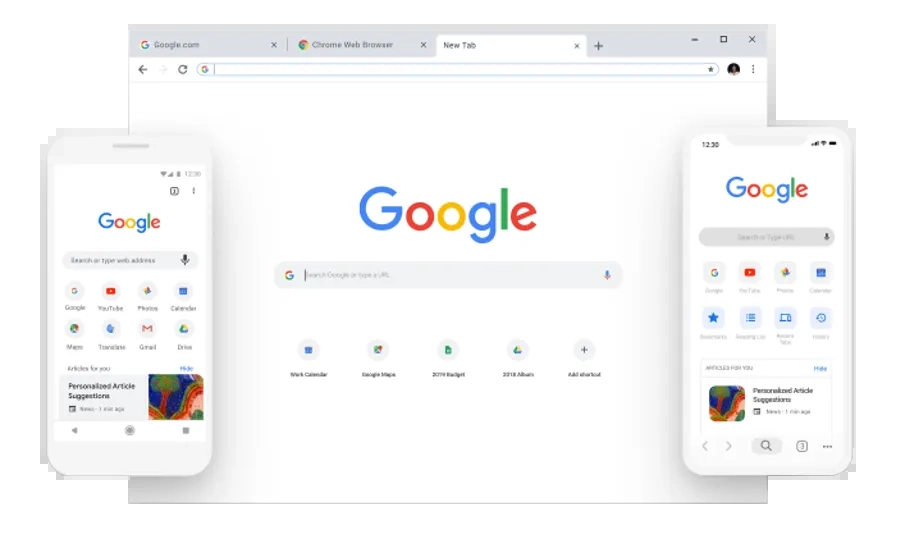 Google.com
Chrome Web Browser
New Tab
Google
Search Google or type a URL
Work Calendar
Google Maps
2019 Budget
2018 Album
Add shortcut
12:30
Google
Search or type web address
Google YouTube Photos Calendar
Maps Translate Gmail Drive
Articles for you Hide
Personalized Article
Suggestions
News · 1 min ago
12:30
Google
Search or Type URL
Google YouTube Photos Calendar
Bookmarks Reading List Recent Tabs History
ARTICLES FOR YOU Hide
Personalized Article
Suggestions
News · 1 min ago
3